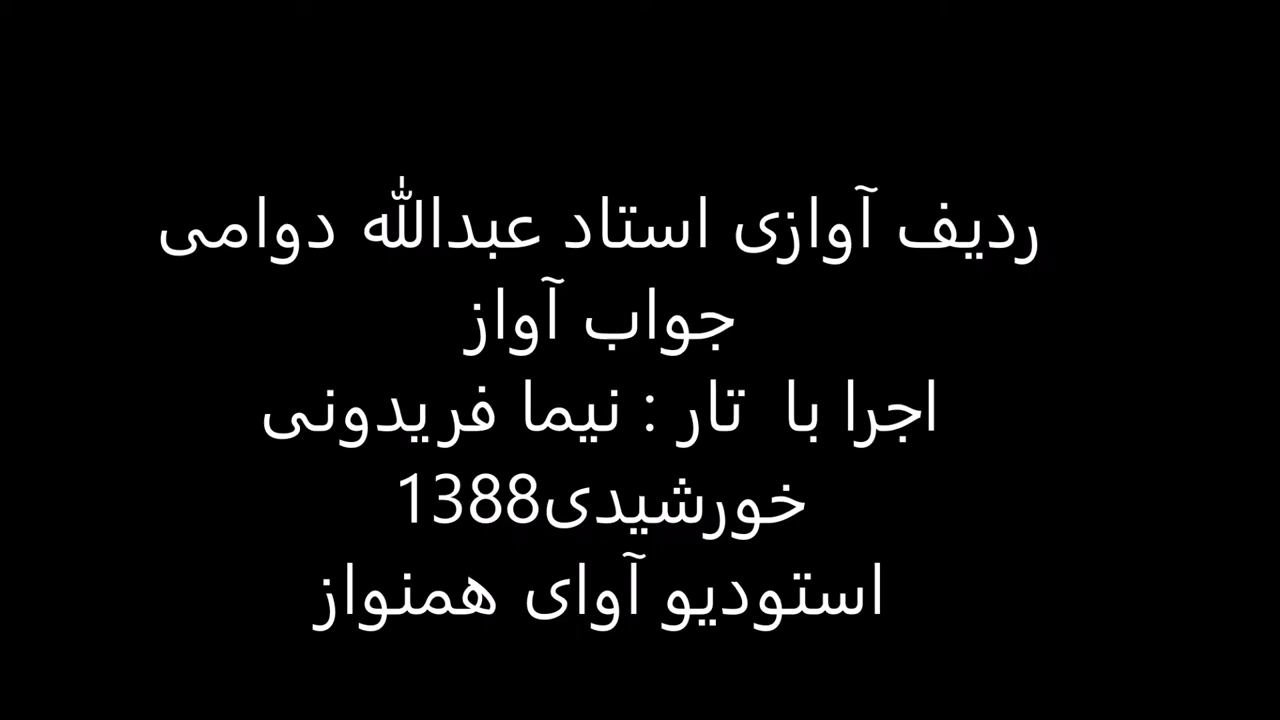 ردیف آوازی استاد عبدالله دوامی
جواب آواز
اجرا با تار : نیما فریدونی
خورشیدی1388
استودیو آوای همنواز